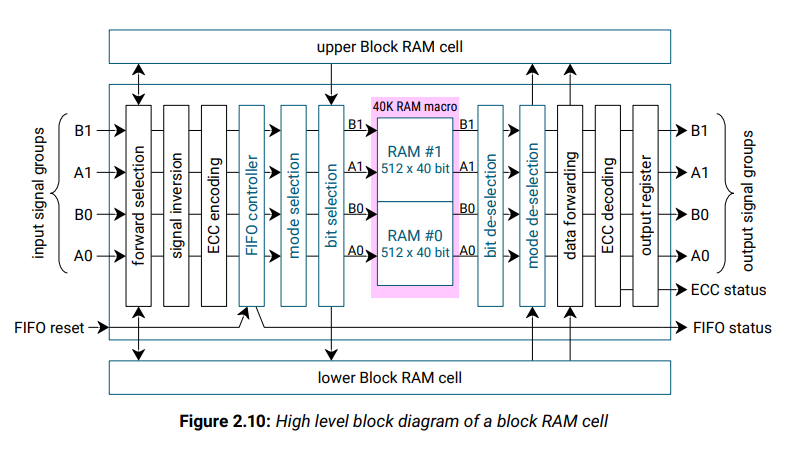 upper Block RAM cell
40K RAM macro
input signal groups
B1
A1
B0
A0
forward selection
signal inversion
ECC encoding
FIFO controller
mode selection
bit selection
B1
A1
B0
A0
RAM #1
512 x 40 bit
RAM #0
512 x 40 bit
B1
A1
B0
A0
bit de-selection
mode de-selection
data forwarding
ECC decoding
output register
B1
A1
B0
A0
output signal groups
ECC status
FIFO reset
FIFO status
lower Block RAM cell
Figure 2.10: High level block diagram of a block RAM cell